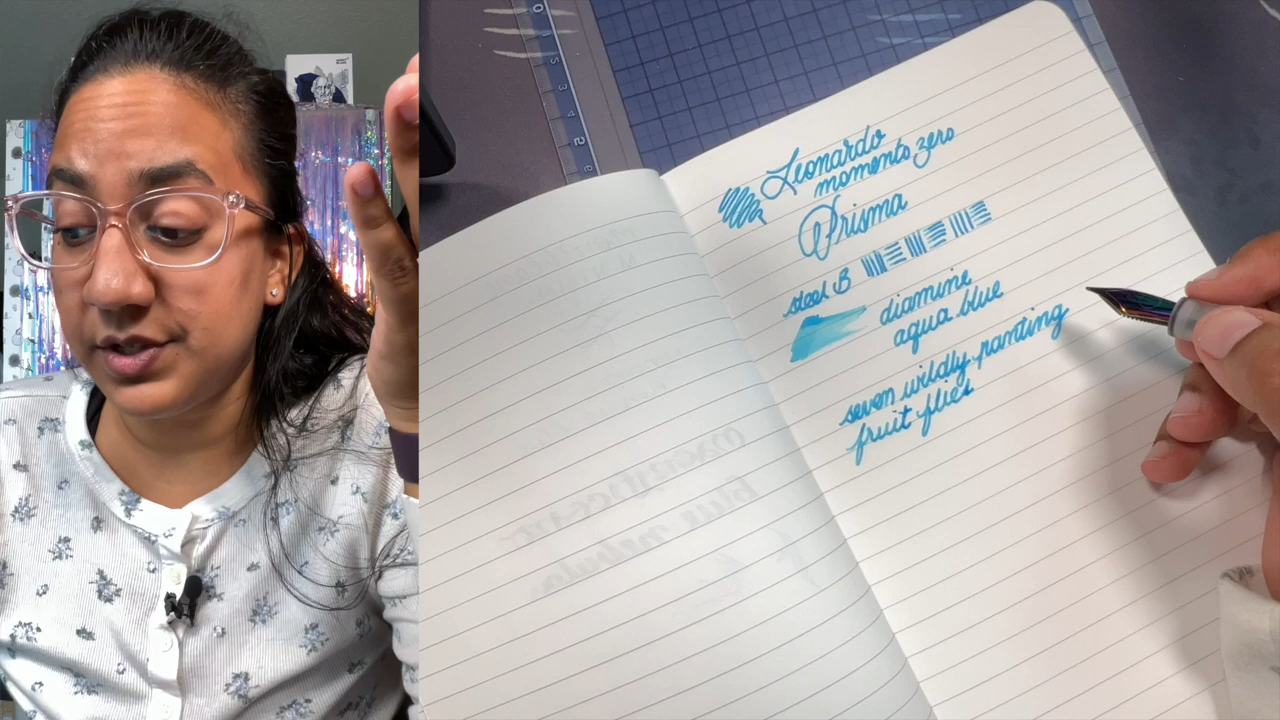 Leonardo
momento zero
Prisma
steel B
diamine
aqua blue
seven wildly panting
fruit flies